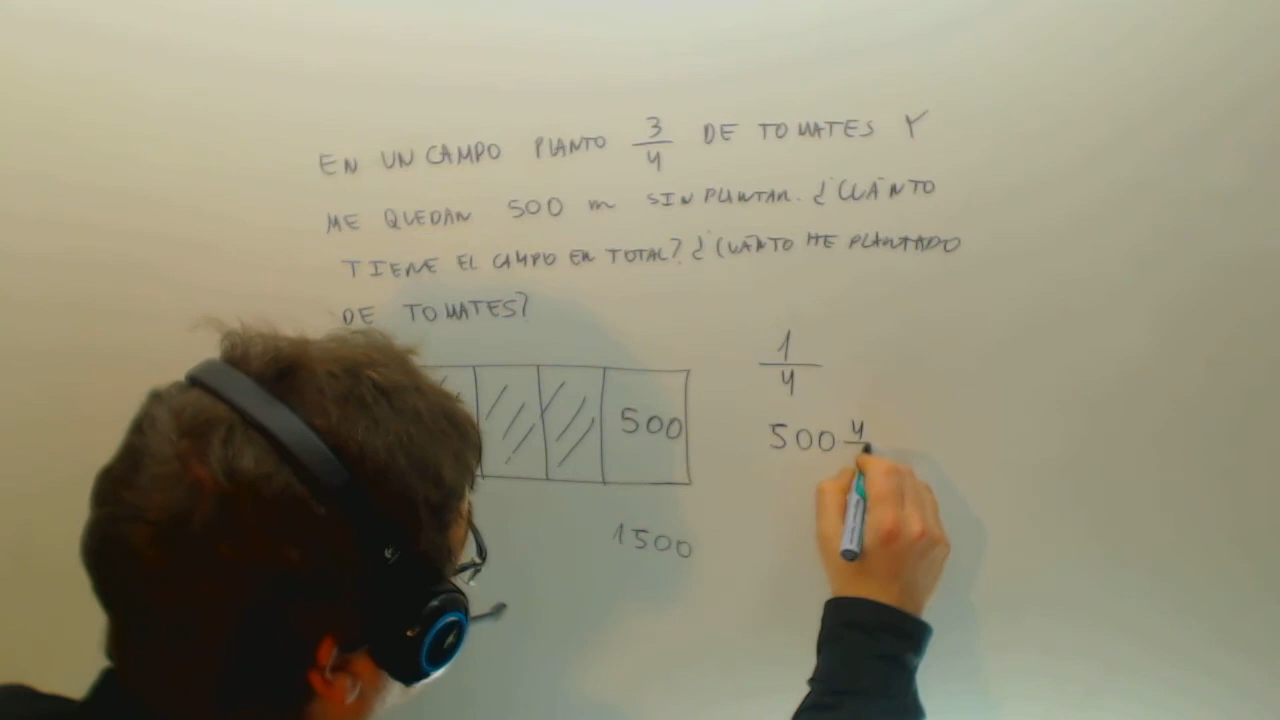 EN UN CAMPO PLANTO 3/4 DE TOMATES Y
ME QUEDAN 500 m SIN PLANTAR. ¿CUÁNTO
TIENE EL CAMPO EN TOTAL? ¿CUÁNTO HE PLANTADO
DE TOMATES?
1/4
500
500 4
1500